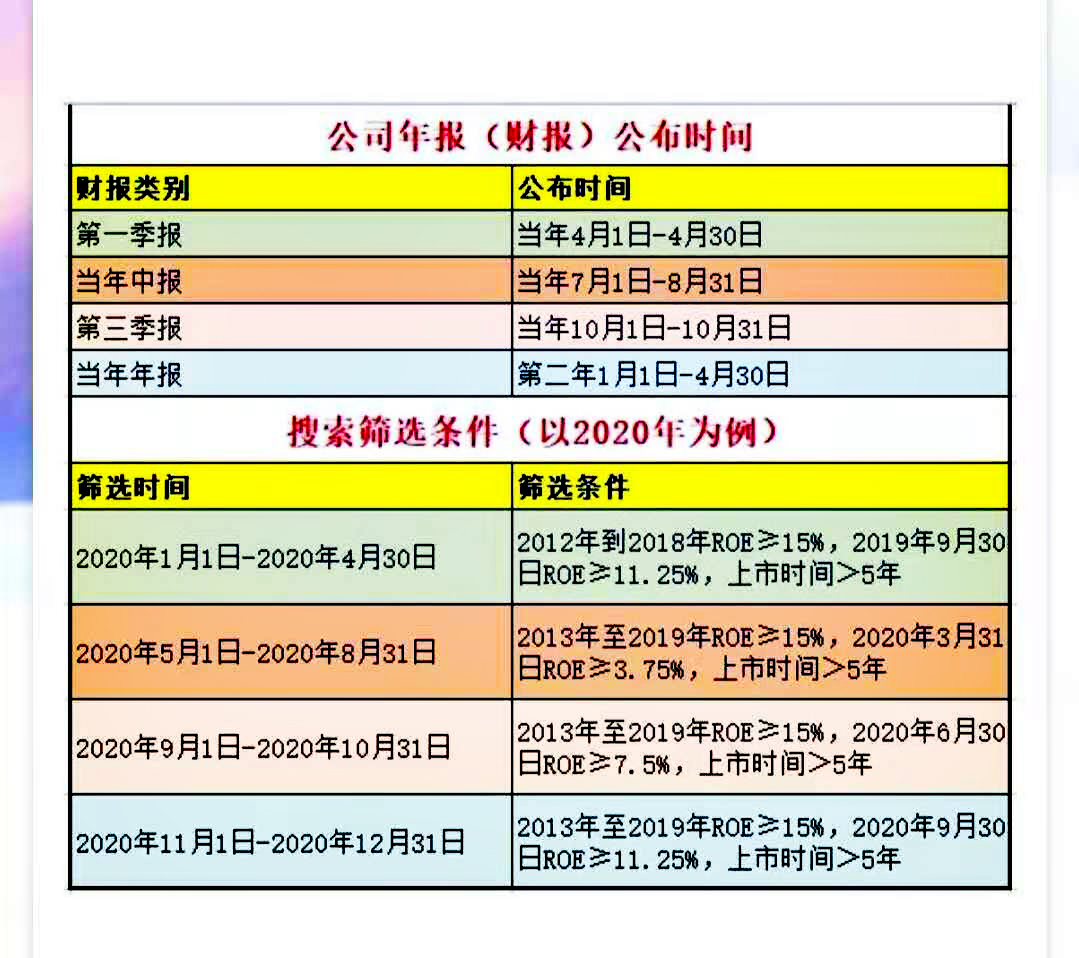 公司年报（财报）公布时间
财报类别 公布时间
第一季报 当年4月1日-4月30日
当年中报 当年7月1日-8月31日
第三季报 当年10月1日-10月31日
当年年报 第二年1月1日-4月30日
搜索筛选条件（以2020年为例）
筛选时间 筛选条件
2020年1月1日-2020年4月30日 2012年到2018年ROE≥15%，2019年9月30
日ROE≥11.25%，上市时间>5年
2020年5月1日-2020年8月31日 2013年至2019年ROE≥15%，2020年3月31
日ROE≥3.75%，上市时间>5年
2020年9月1日-2020年10月31日 2013年至2019年ROE≥15%，2020年6月30
日ROE≥7.5%，上市时间>5年
2020年11月1日-2020年12月31日 2013年至2019年ROE≥15%，2020年9月30
日ROE≥11.25%，上市时间>5年